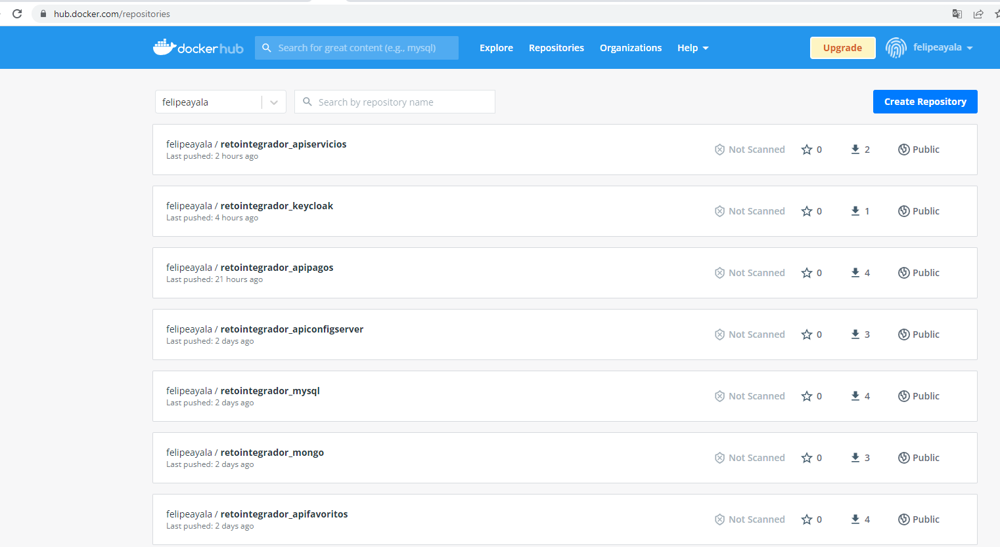 hub.docker.com/repositories
dockerhub
Search for great content (e.g., mysql)
Explore
Repositories
Organizations
Help
Upgrade
felipeayala
felipeayala
Search by repository name
Create Repository
felipeayala / retointegrador_apiservicios
Last pushed: 2 hours ago
Not Scanned
0
2
Public
felipeayala / retointegrador_keycloak
Last pushed: 4 hours ago
Not Scanned
0
1
Public
felipeayala / retointegrador_apipagos
Last pushed: 21 hours ago
Not Scanned
0
4
Public
felipeayala / retointegrador_apiconfigserver
Last pushed: 2 days ago
Not Scanned
0
3
Public
felipeayala / retointegrador_mysql
Last pushed: 2 days ago
Not Scanned
0
4
Public
felipeayala / retointegrador_mongo
Last pushed: 2 days ago
Not Scanned
0
3
Public
felipeayala / retointegrador_apifavoritos
Last pushed: 2 days ago
Not Scanned
0
4
Public